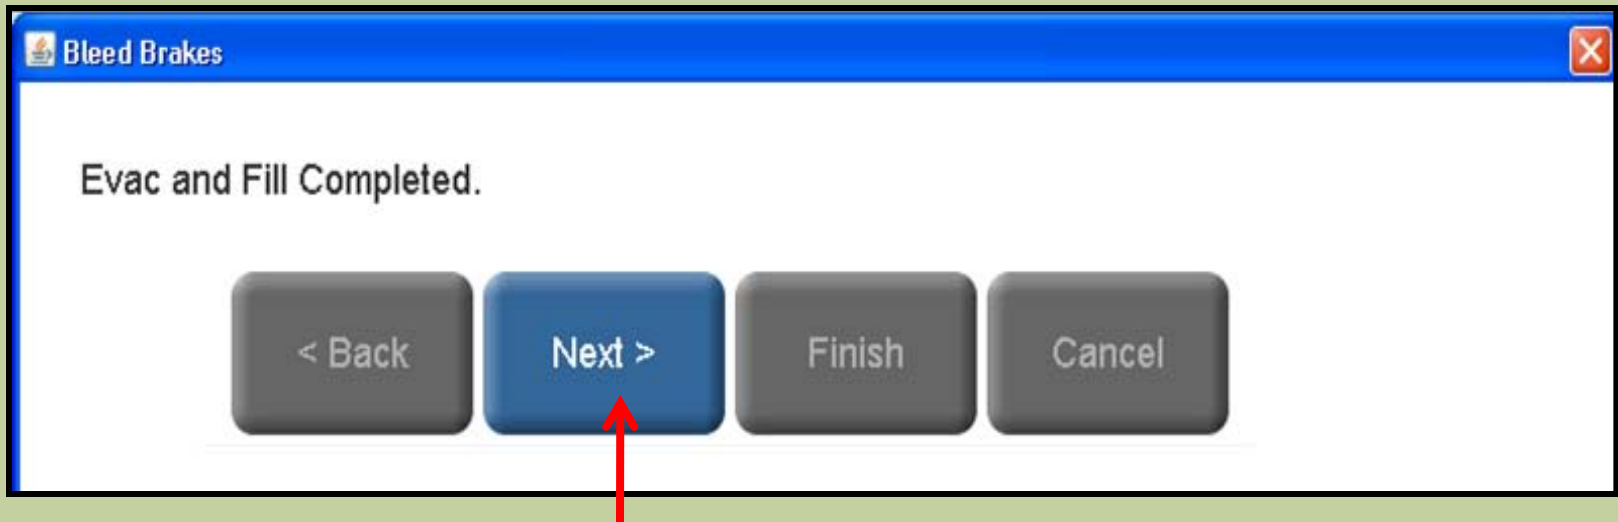 Bleed Brakes
Evac and Fill Completed.
< Back Next > Finish Cancel